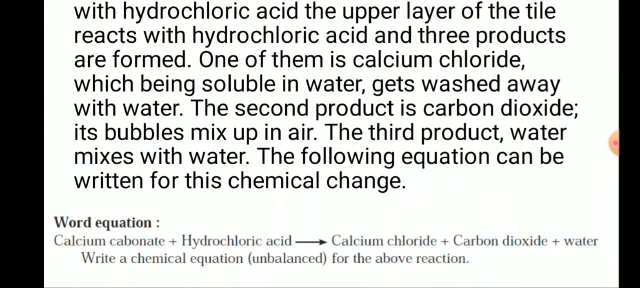 with hydrochloric acid the upper layer of the tile
reacts with hydrochloric acid and three products
are formed. One of them is calcium chloride,
which being soluble in water, gets washed away
with water. The second product is carbon dioxide;
its bubbles mix up in air. The third product, water
mixes with water. The following equation can be
written for this chemical change.
Word equation :
Calcium cabonate + Hydrochloric acid ⟶ Calcium chloride + Carbon dioxide + water
Write a chemical equation (unbalanced) for the above reaction.